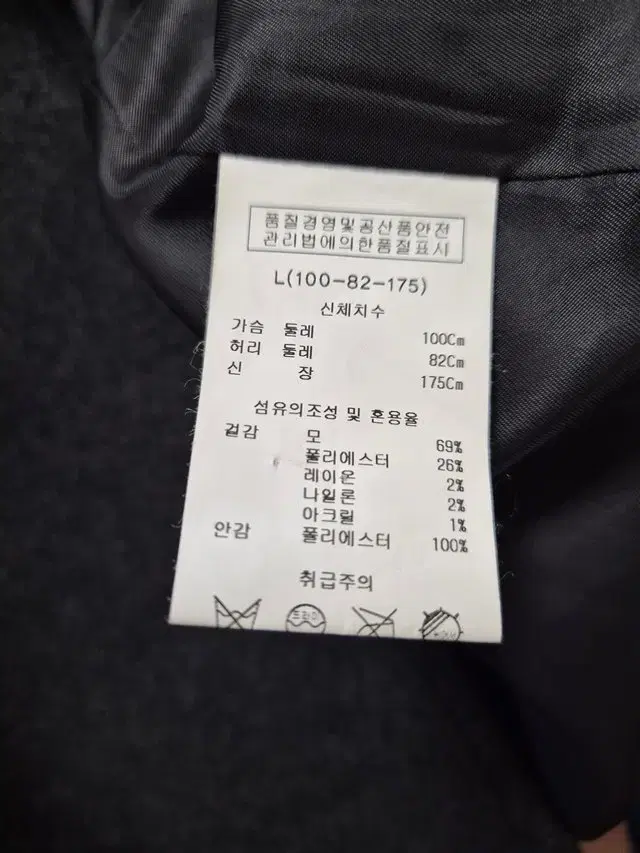 품질경영및공산품안전
관리법에의한품질표시
L(100-82-175)
신체치수
가슴 둘레 100Cm
허리 둘레 82Cm
신 장 175Cm
섬유의조성 및 혼용율
겉감 모 69%
폴리에스터 26%
레이온 2%
나일론 2%
아크릴 1%
안감 폴리에스터 100%
취급주의
드라이